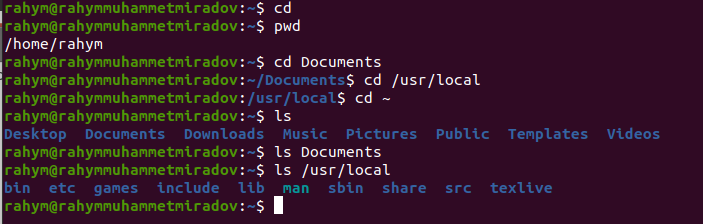 rahym@rahymmuhammetmiradov:~$ cd
rahym@rahymmuhammetmiradov:~$ pwd
/home/rahym
rahym@rahymmuhammetmiradov:~$ cd Documents
rahym@rahymmuhammetmiradov:~/Documents$ cd /usr/local
rahym@rahymmuhammetmiradov:/usr/local$ cd ~
rahym@rahymmuhammetmiradov:~$ ls
Desktop Documents Downloads Music Pictures Public Templates Videos
rahym@rahymmuhammetmiradov:~$ ls Documents
rahym@rahymmuhammetmiradov:~$ ls /usr/local
bin etc games include lib man sbin share src texlive
rahym@rahymmuhammetmiradov:~$